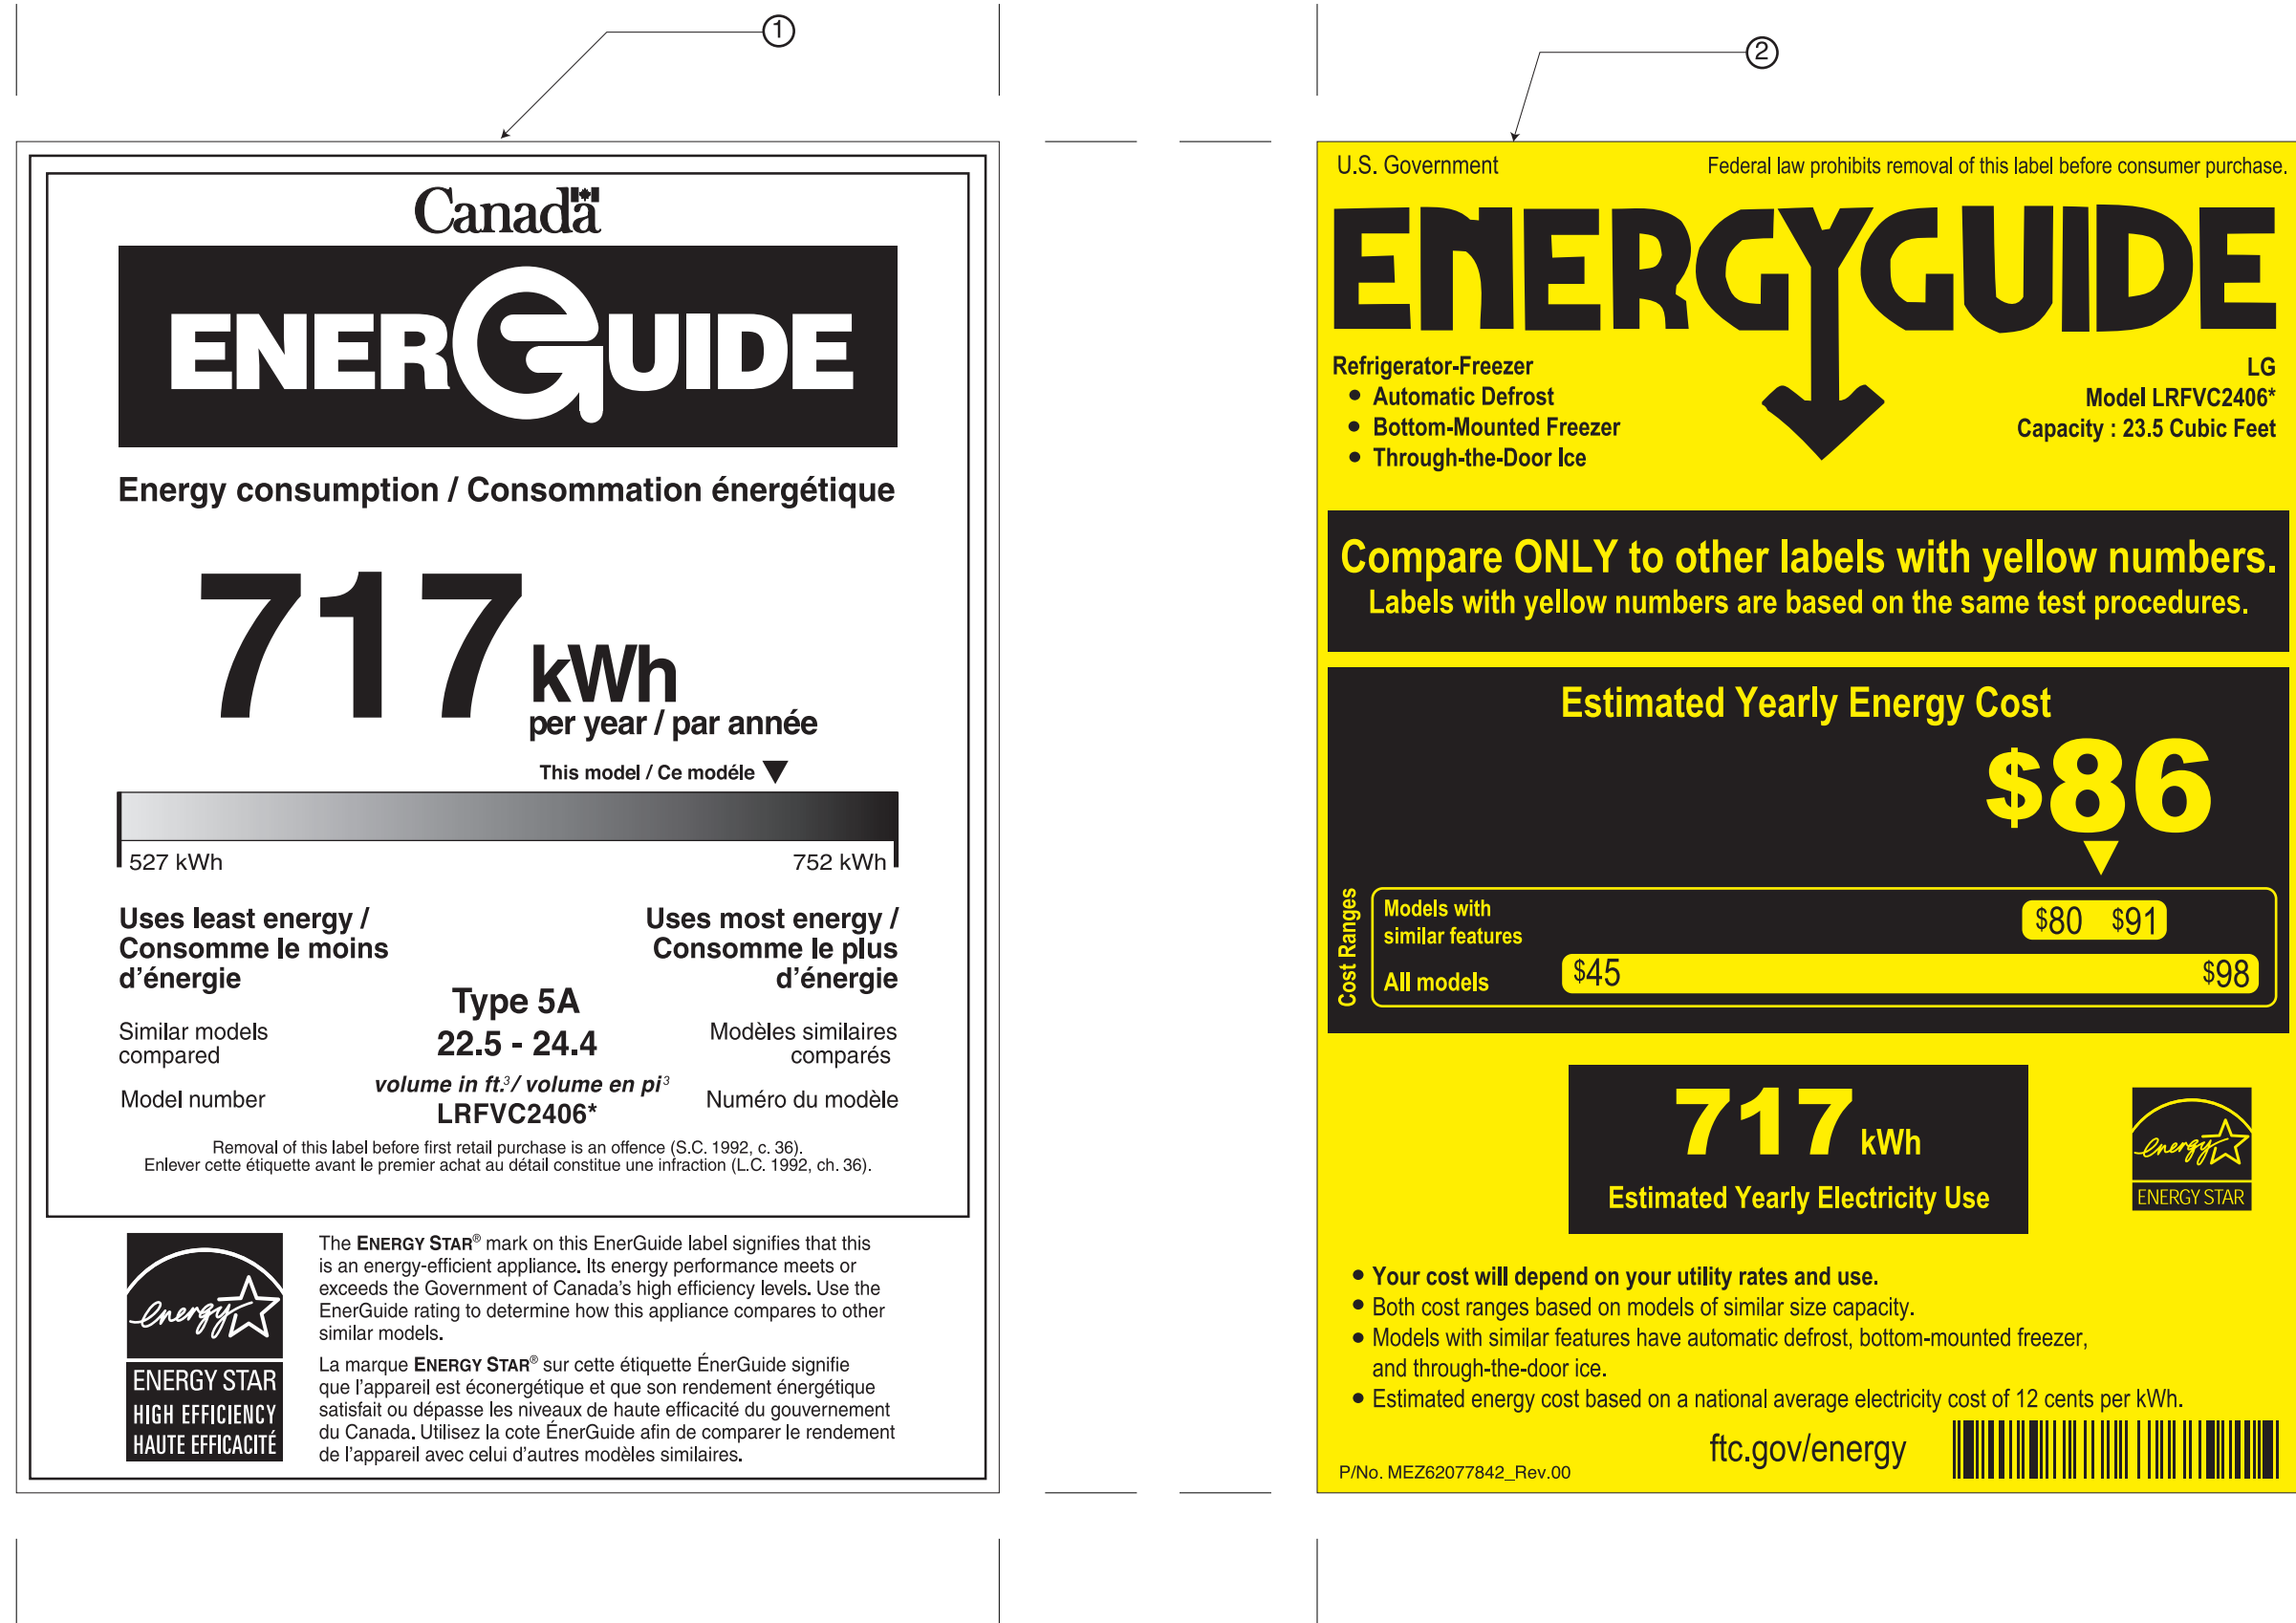 1
Canada
ENERGUIDE
Energy consumption / Consommation énergétique
717 kWh
per year / par année
This model / Ce modéle ▼
527 kWh 752 kWh
Uses least energy /
Consomme le moins
d'énergie
Uses most energy /
Consomme le plus
d'énergie
Type 5A
Similar models
compared
22.5 - 24.4
Modèles similaires
comparés
volume in ft.³/ volume en pi³
Model number
LRFVC2406*
Numéro du modèle
Removal of this label before first retail purchase is an offence (S.C. 1992, c. 36).
Enlever cette étiquette avant le premier achat au détail constitue une infraction (L.C. 1992, ch. 36).
energy
ENERGY STAR
HIGH EFFICIENCY
HAUTE EFFICACITÉ
The ENERGY STAR® mark on this EnerGuide label signifies that this
is an energy-efficient appliance. Its energy performance meets or
exceeds the Government of Canada's high efficiency levels. Use the
EnerGuide rating to determine how this appliance compares to other
similar models.
La marque ENERGY STAR® sur cette étiquette ÉnerGuide signifie
que l'appareil est éconergétique et que son rendement énergétique
satisfait ou dépasse les niveaux de haute efficacité du gouvernement
du Canada. Utilisez la cote ÉnerGuide afin de comparer le rendement
de l'appareil avec celui d'autres modèles similaires.
2
U.S. Government Federal law prohibits removal of this label before consumer purchase.
ENERGYGUIDE
Refrigerator-Freezer
• Automatic Defrost
• Bottom-Mounted Freezer
• Through-the-Door Ice
LG
Model LRFVC2406*
Capacity : 23.5 Cubic Feet
Compare ONLY to other labels with yellow numbers.
Labels with yellow numbers are based on the same test procedures.
Estimated Yearly Energy Cost
$86
Cost Ranges
Models with
similar features
$80 $91
All models
$45 $98
717 kWh
Estimated Yearly Electricity Use
energy
ENERGY STAR
• Your cost will depend on your utility rates and use.
• Both cost ranges based on models of similar size capacity.
• Models with similar features have automatic defrost, bottom-mounted freezer,
and through-the-door ice.
• Estimated energy cost based on a national average electricity cost of 12 cents per kWh.
ftc.gov/energy
P/No. MEZ62077842_Rev.00